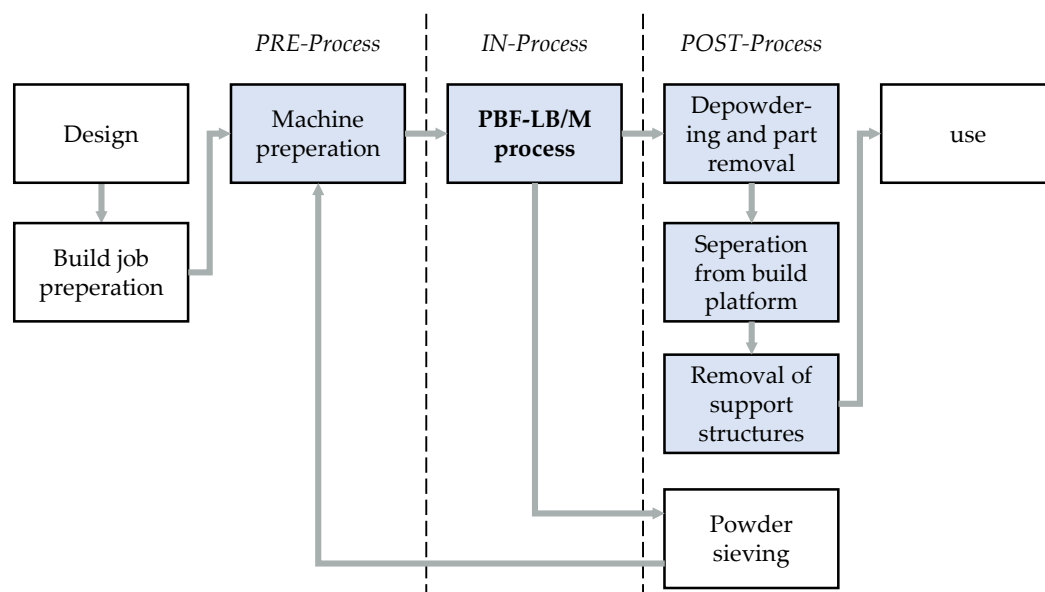 PRE-Process
IN-Process
POST-Process
Design
Machine
preperation
PBF-LB/M
process
Depowder-
ing and part
removal
use
Build job
preperation
Seperation
from build
platform
Removal of
support
structures
Powder
sieving